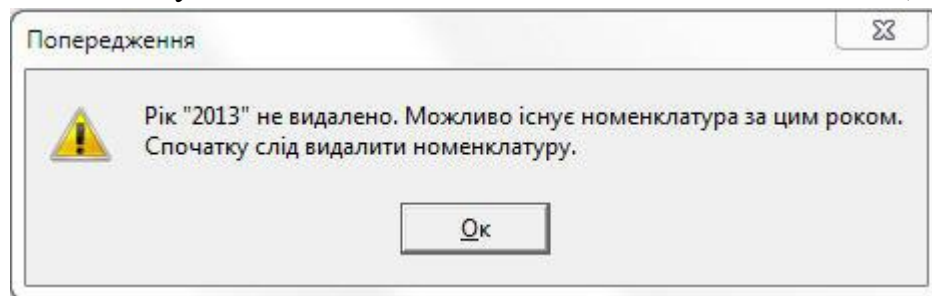 Попередження
Рік "2013" не видалено. Можливо існує номенклатура за цим роком.
Спочатку слід видалити номенклатуру.
Ок